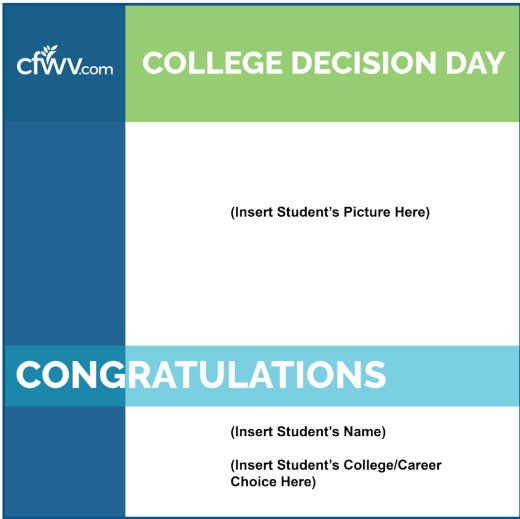 cfwv.com
COLLEGE DECISION DAY
(Insert Student's Picture Here)
CONGRATULATIONS
(Insert Student's Name)
(Insert Student's College/Career
Choice Here)